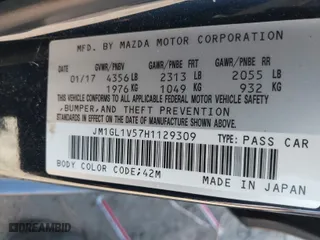 MFD. BY MAZDA MOTOR CORPORATION
GVWR/PNBV GAWR/PNBE FR GAWR/PNBE RR
01/17 4356 LB 2313 LB 2055 LB
1976 KG 1049 KG 932 KG
THIS VEHICLE CONFORMS TO ALL APPLICABLE FEDERAL MOTOR VEHICLE SAFETY,
BUMPER, AND THEFT PREVENTION STANDARDS IN EFFECT ON THE DATE OF MANUFACTURE SHOWN ABOVE.
JM1GL1V57H1129309 TYPE: PASS CAR
BODY COLOR CODE: 42M
MADE IN JAPAN